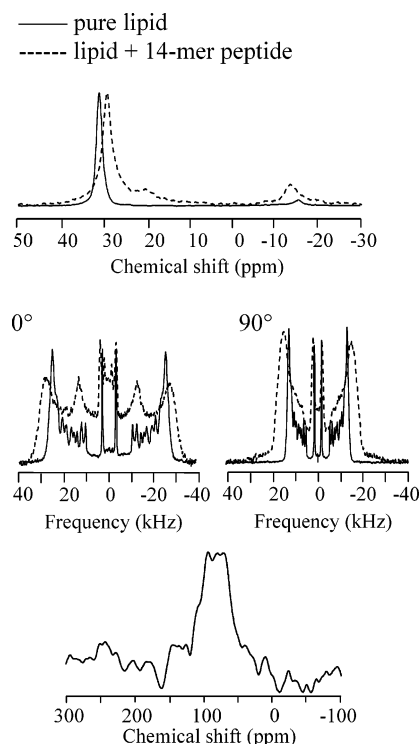 pure lipid
lipid + 14-mer peptide
50 40 30 20 10 0 -10 -20 -30
Chemical shift (ppm)
0° 90°
40 20 0 -20 -40 40 20 0 -20 -40
Frequency (kHz) Frequency (kHz)
300 200 100 0 -100
Chemical shift (ppm)